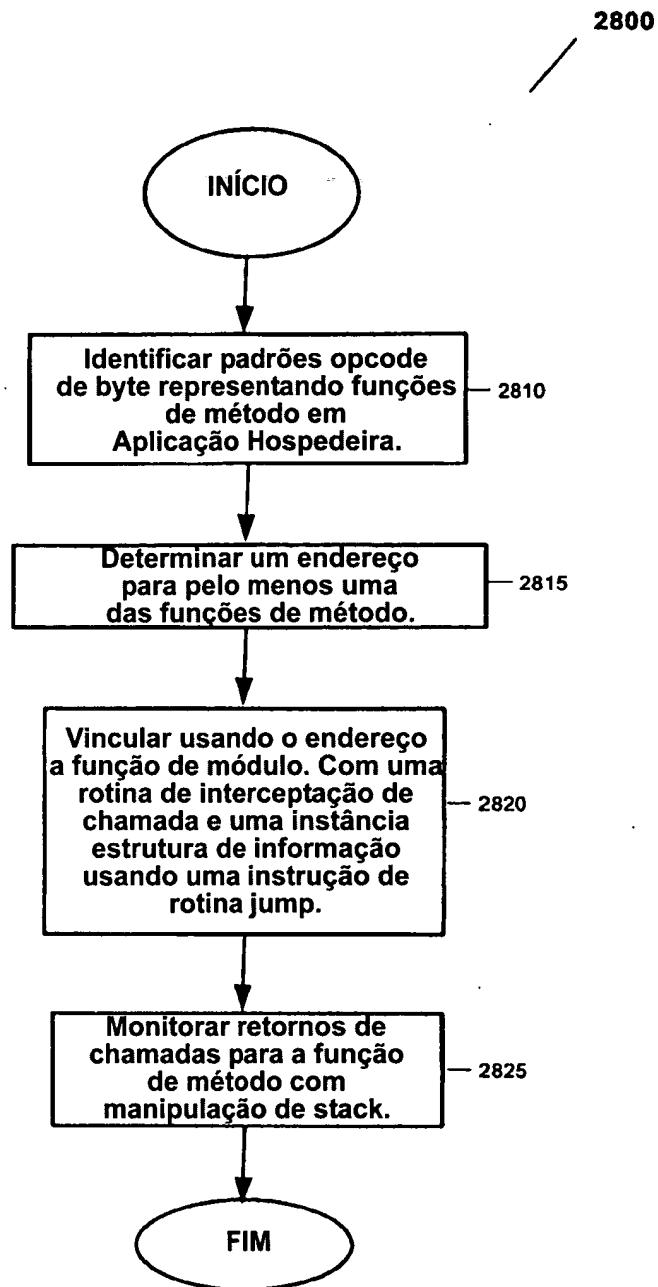 2800
INÍCIO
Identificar padrões opcode
de byte representando funções
de método em
Aplicação Hospedeira.
2810
Determinar um endereço
para pelo menos uma
das funções de método.
2815
Vincular usando o endereço
a função de módulo. Com uma
rotina de interceptação de
chamada e uma instância
estrutura de informação
usando uma instrução de
rotina jump.
2820
Monitorar retornos de
chamadas para a função
de método com
manipulação de stack.
2825
FIM